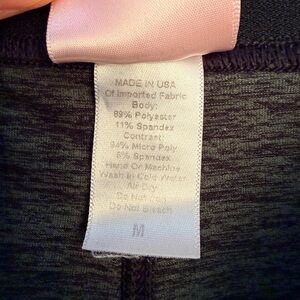 MADE IN USA
Of Imported Fabric
Body:
89% Polyester
11% Spandex
Contrast:
94% Micro Poly
6% Spandex
Hand Or Machine
Wash in Cold Water
Air Dry
Do Not Iron
Do Not Bleach
M